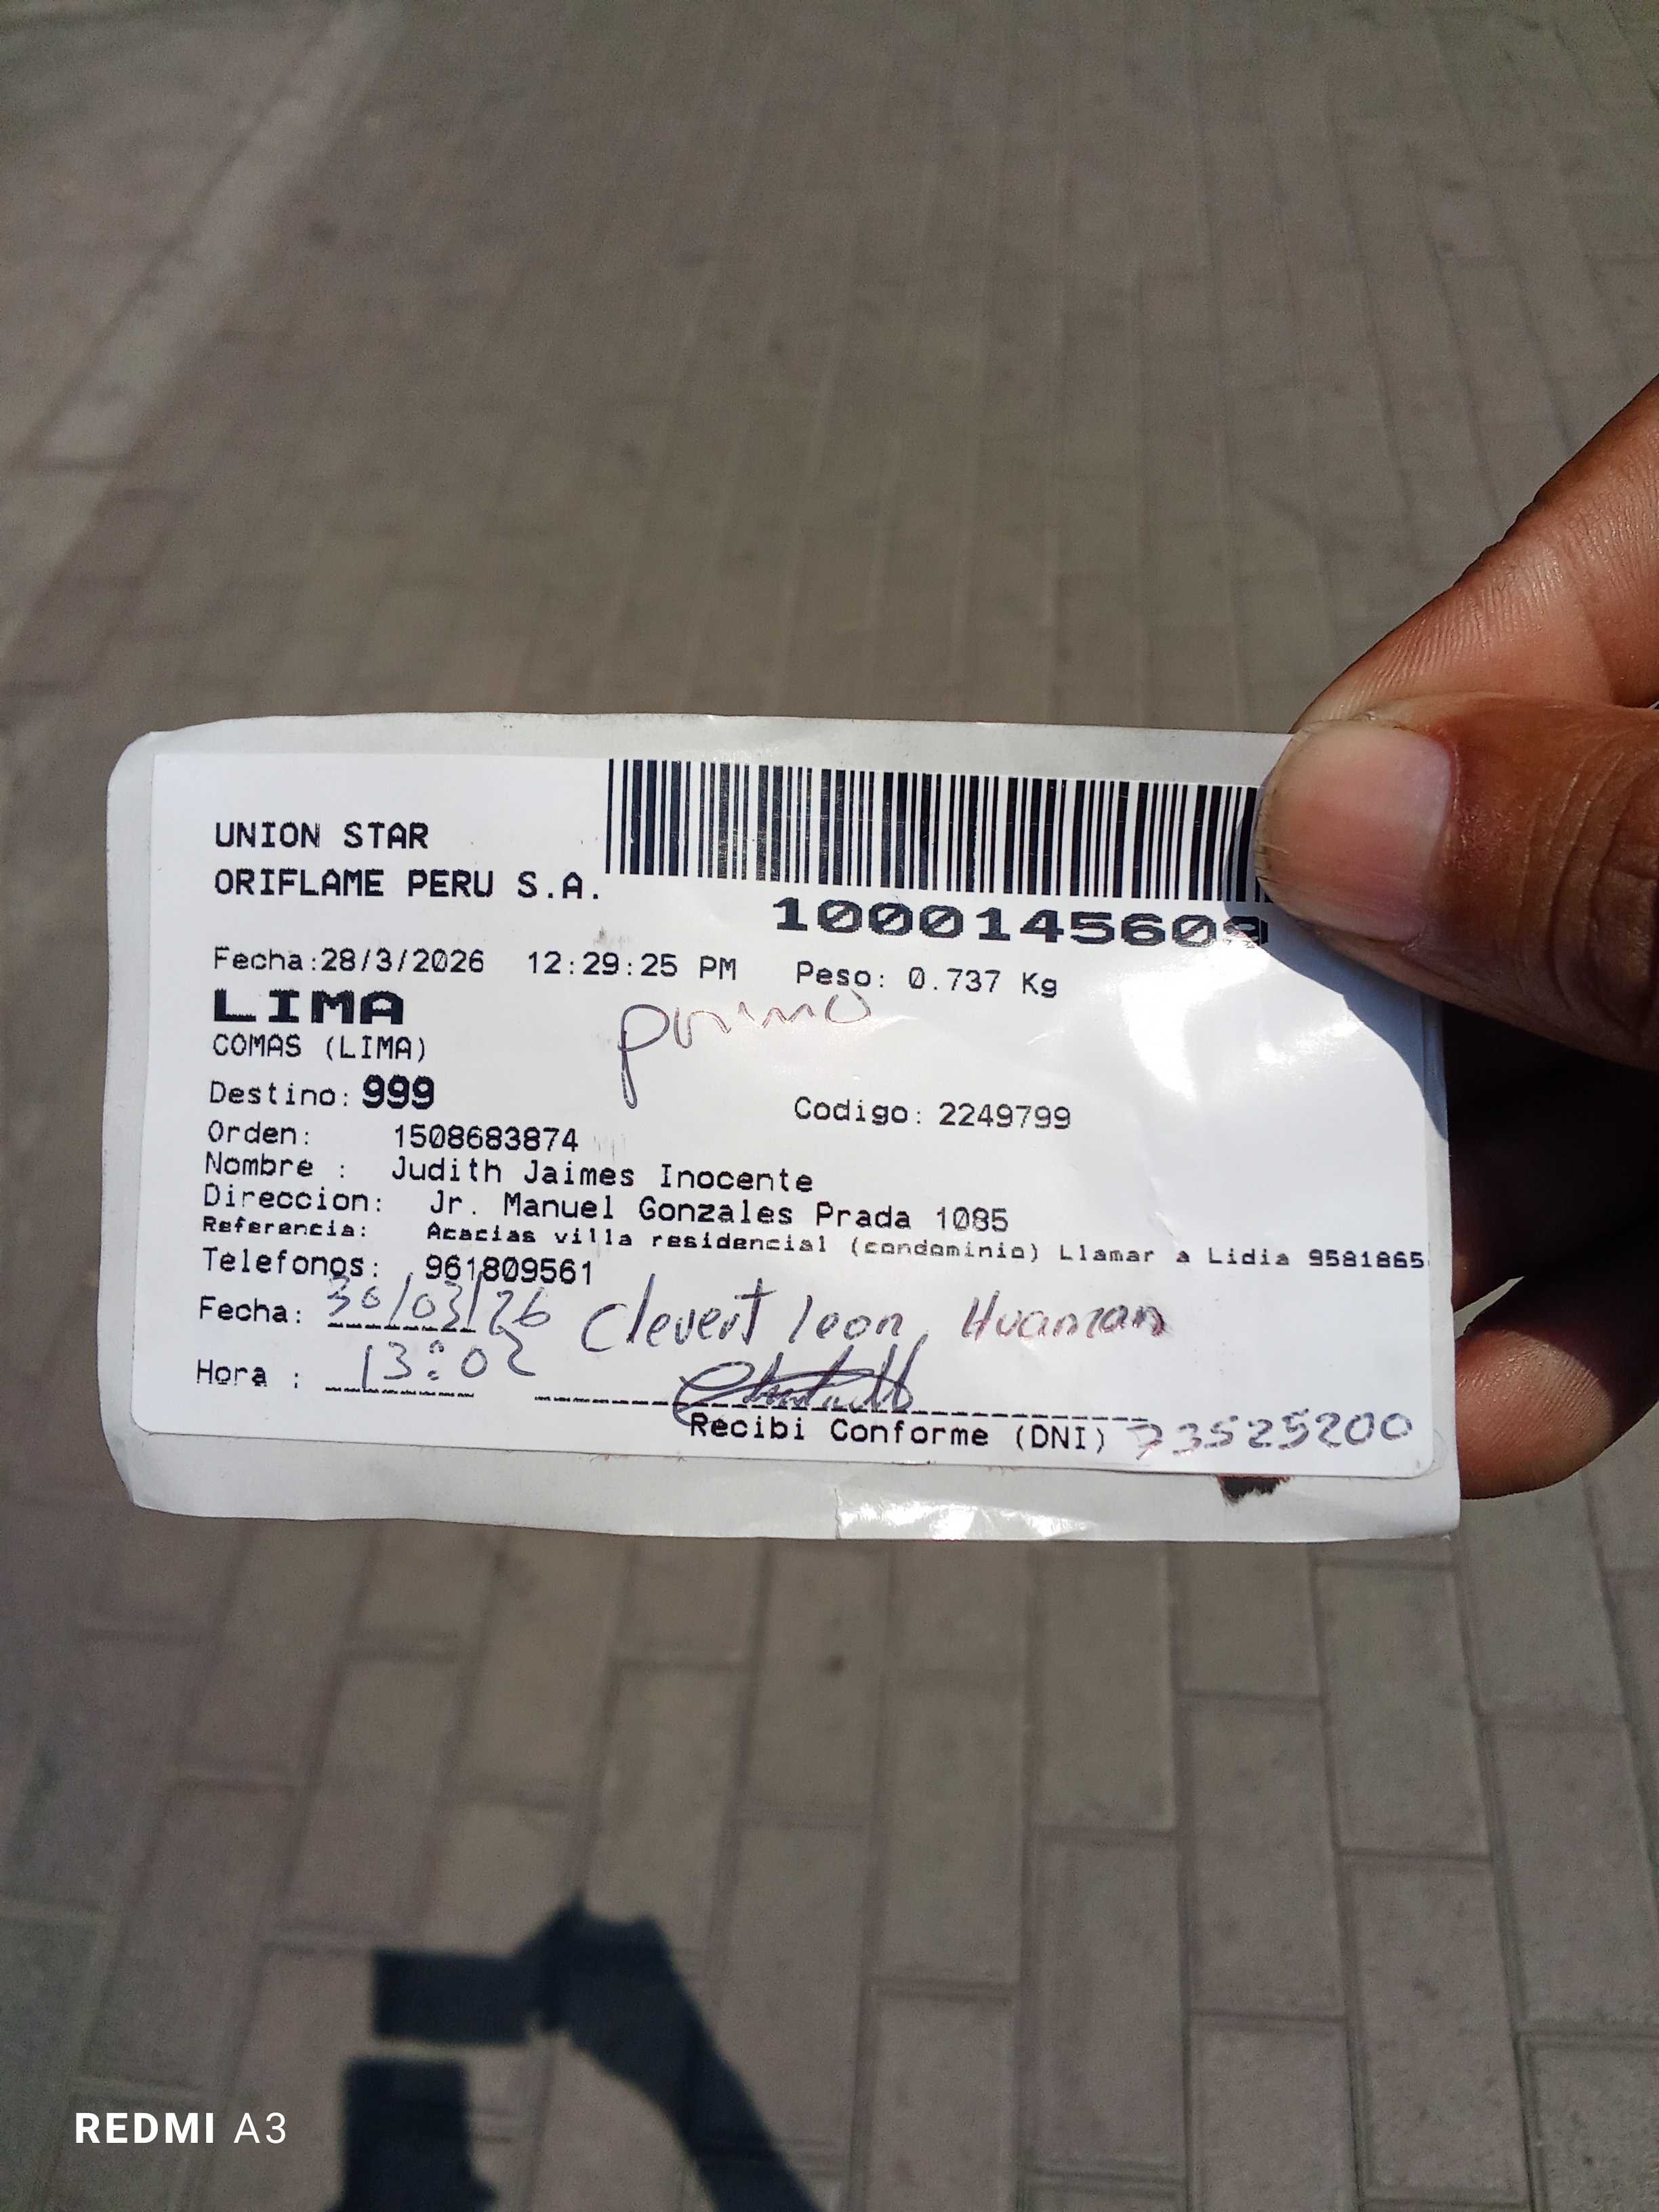 UNION STAR
ORIFLAME PERU S.A.
100014560
Fecha:28/3/2026 12:29:25 PM Peso: 0.737 Kg
LIMA
primo
COMAS (LIMA)
Destino: 999
Codigo: 2249799
Orden: 1508683874
Nombre : Judith Jaimes Inocente
Direccion: Jr. Manuel Gonzales Prada 1085
Referencia: Acacias villa residencial (condominio) Llamar a Lidia 9581865
Telefonos: 961809561
Fecha: 30/03/26 Clevert leon, Huaman
Hora : 13:02
Recibi Conforme (DNI) 73525200
REDMI A3